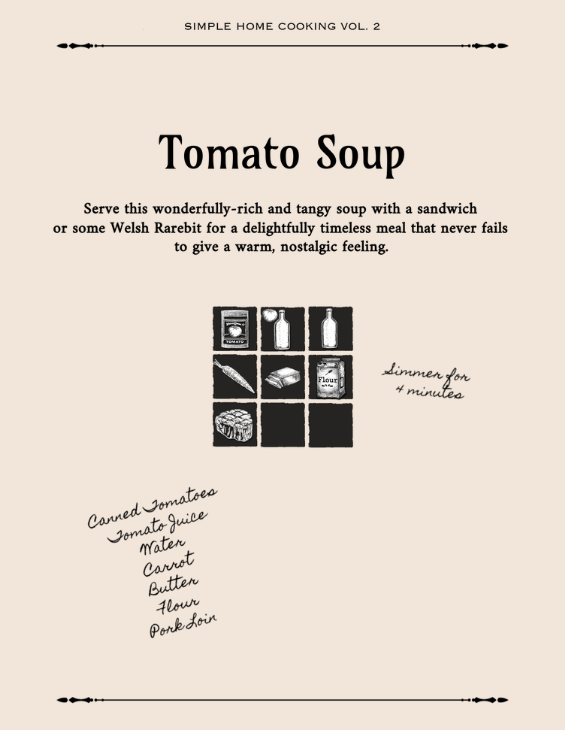 SIMPLE HOME COOKING VOL. 2
Tomato Soup
Serve this wonderfully-rich and tangy soup with a sandwich
or some Welsh Rarebit for a delightfully timeless meal that never fails
to give a warm, nostalgic feeling.
TOMATO
Flour
Simmer for
4 minutes
Canned Tomatoes
Tomato Juice
Water
Carrot
Butter
Flour
Pork Loin